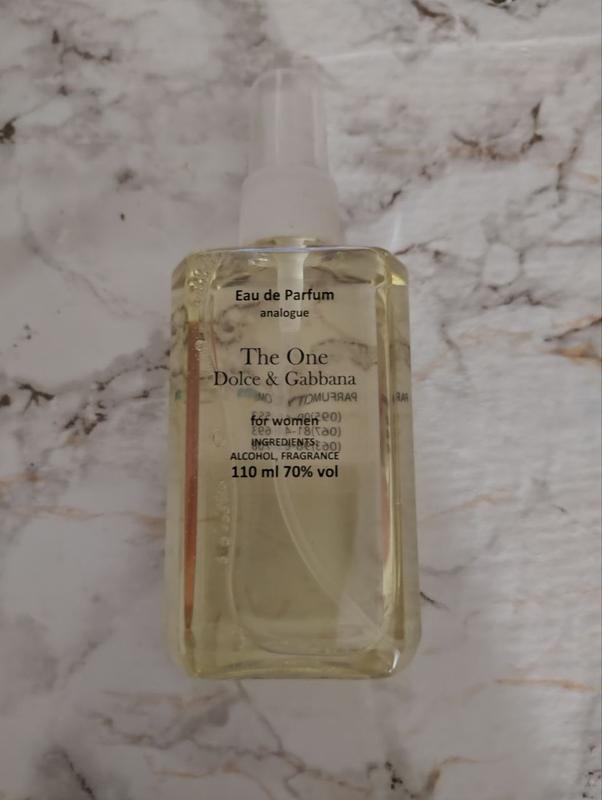 Eau de Parfum
analogue
The One
Dolce & Gabbana
for women
INGREDIENTS:
ALCOHOL, FRAGRANCE
110 ml 70% vol